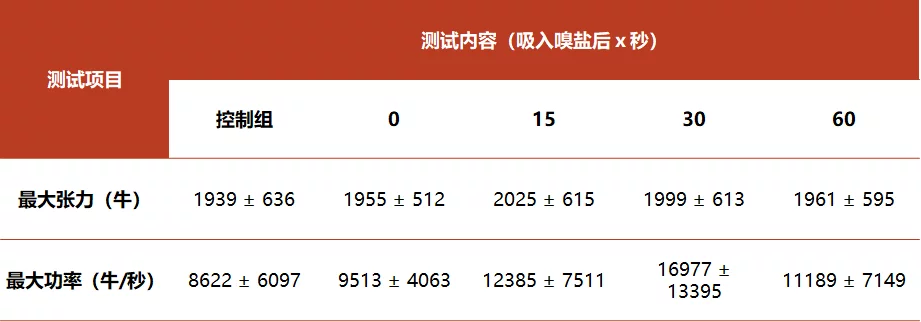 测试项目
测试内容（吸入嗅盐后 x 秒）
控制组 0 15 30 60
最大张力（牛） 1939 ± 636 1955 ± 512 2025 ± 615 1999 ± 613 1961 ± 595
最大功率（牛/秒） 8622 ± 6097 9513 ± 4063 12385 ± 7511 16977 ±
13395 11189 ± 7149